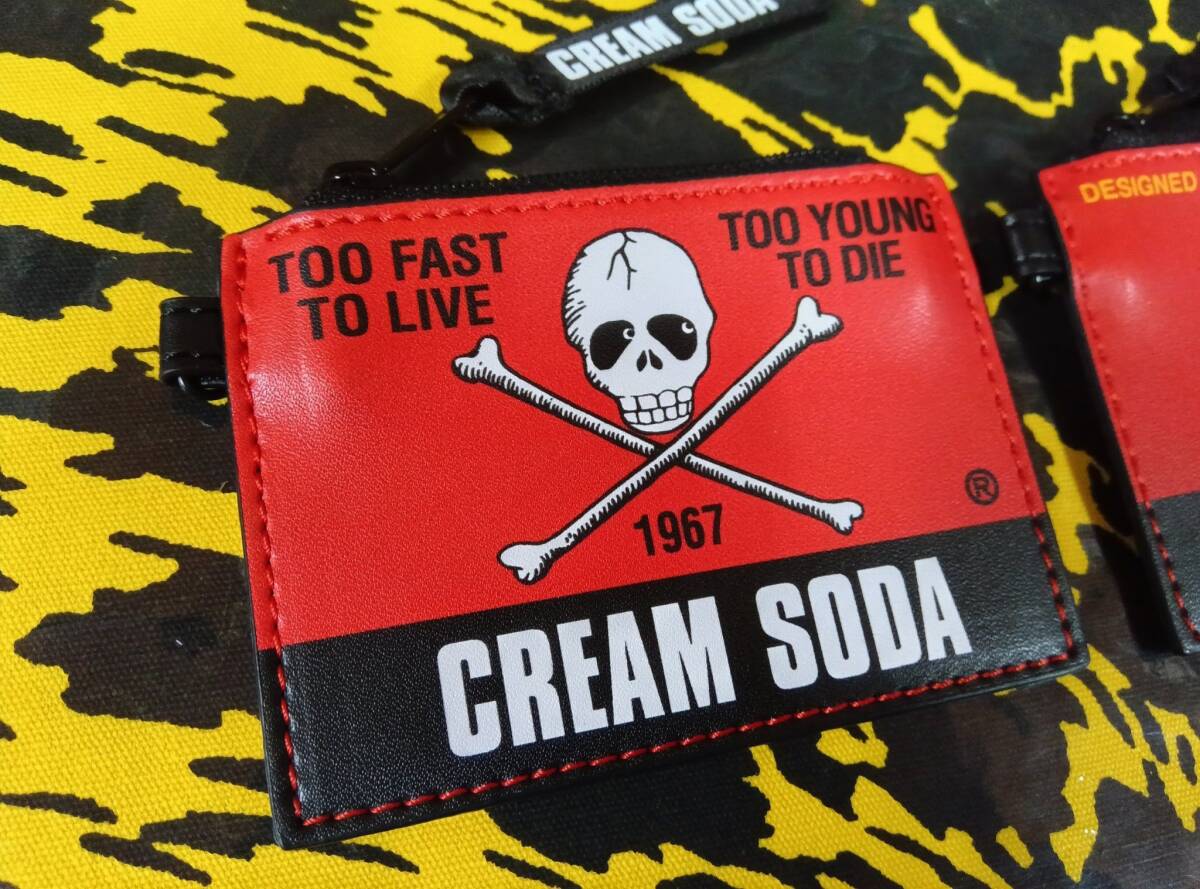 CREAM SODA
TOO FAST
TO LIVE
TOO YOUNG
TO DIE
®
1967
CREAM SODA
DESIGNED